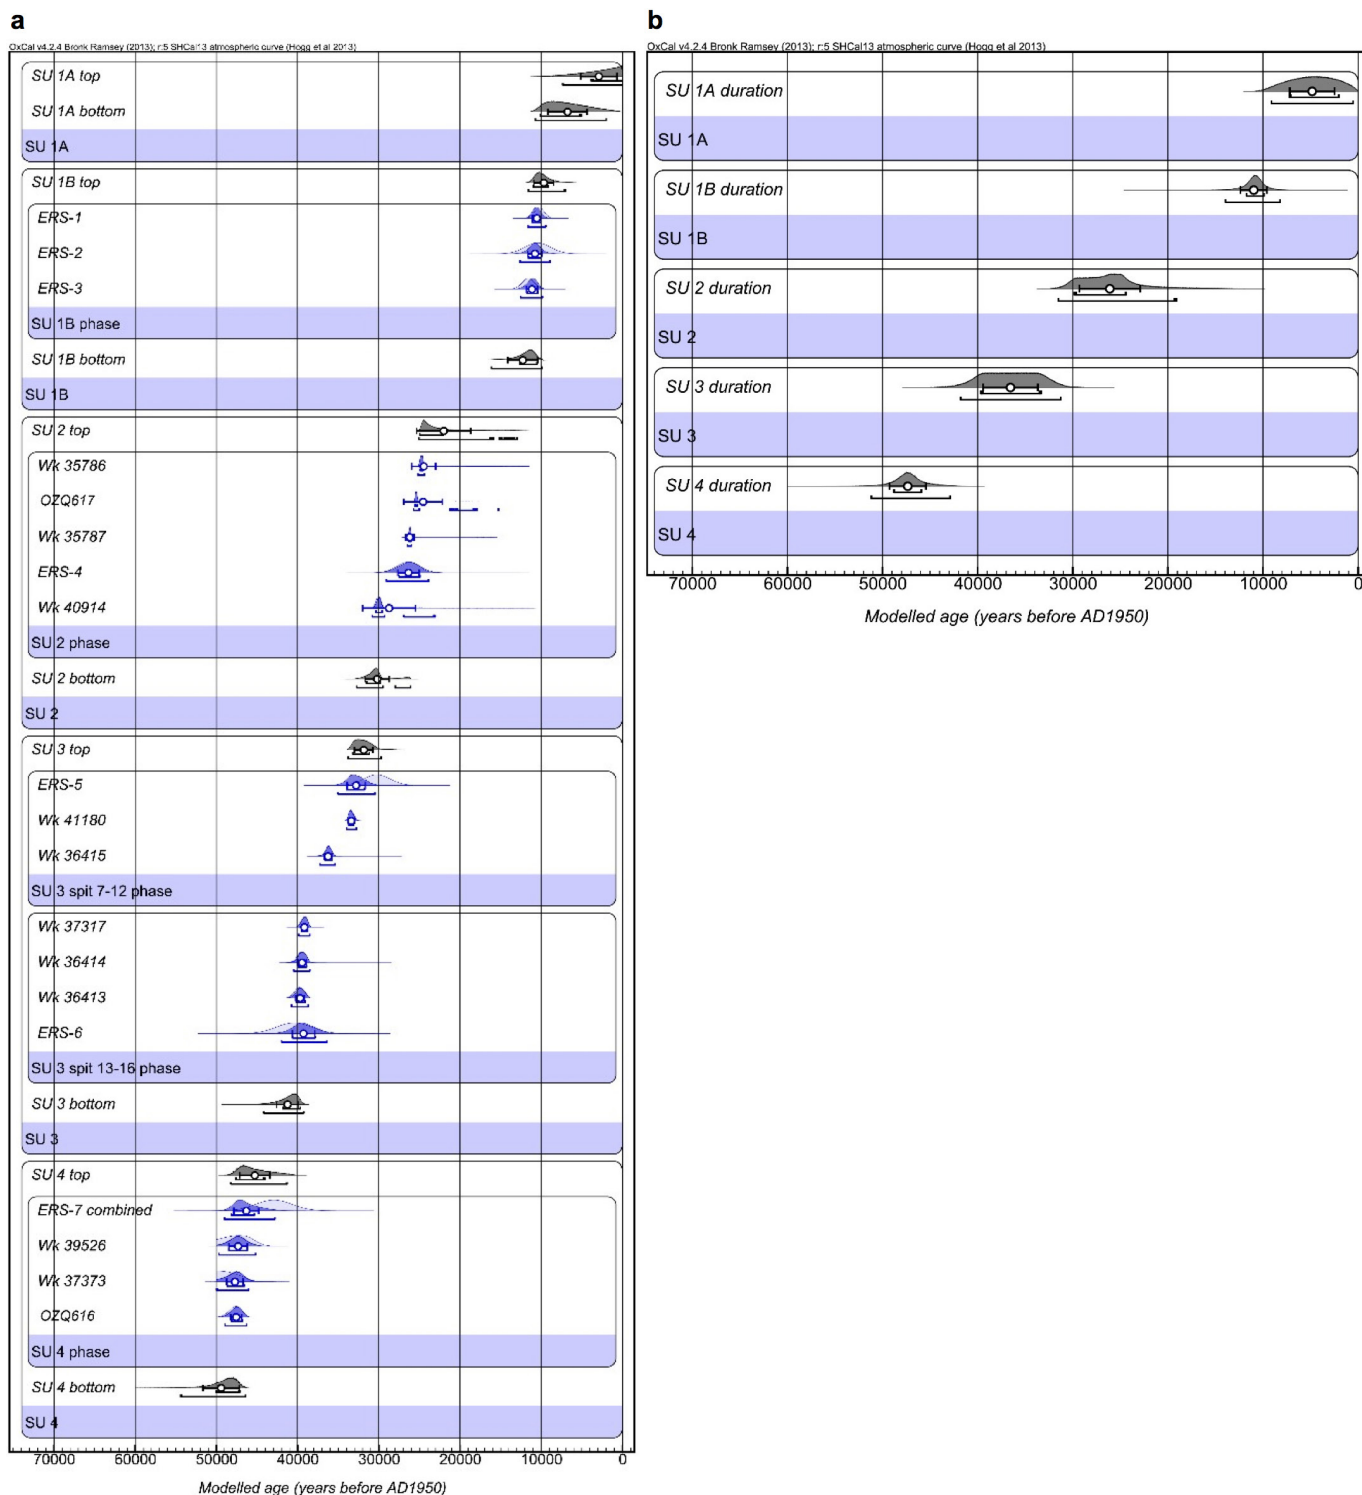 a
OxCal v4.2.4 Bronk Ramsey (2013); r:5 SHCal13 atmospheric curve (Hogg et al 2013)
SU 1A top
SU 1A bottom
SU 1A
SU 1B top
ERS-1
ERS-2
ERS-3
SU 1B phase
SU 1B bottom
SU 1B
SU 2 top
Wk 35786
OZQ617
Wk 35787
ERS-4
Wk 40914
SU 2 phase
SU 2 bottom
SU 2
SU 3 top
ERS-5
Wk 41180
Wk 36415
SU 3 spit 7-12 phase
Wk 37317
Wk 36414
Wk 36413
ERS-6
SU 3 spit 13-16 phase
SU 3 bottom
SU 3
SU 4 top
ERS-7 combined
Wk 39526
Wk 37373
OZQ616
SU 4 phase
SU 4 bottom
SU 4
70000 60000 50000 40000 30000 20000 10000 0
Modelled age (years before AD1950)
b
OxCal v4.2.4 Bronk Ramsey (2013); r:5 SHCal13 atmospheric curve (Hogg et al 2013)
SU 1A duration
SU 1A
SU 1B duration
SU 1B
SU 2 duration
SU 2
SU 3 duration
SU 3
SU 4 duration
SU 4
70000 60000 50000 40000 30000 20000 10000 0
Modelled age (years before AD1950)